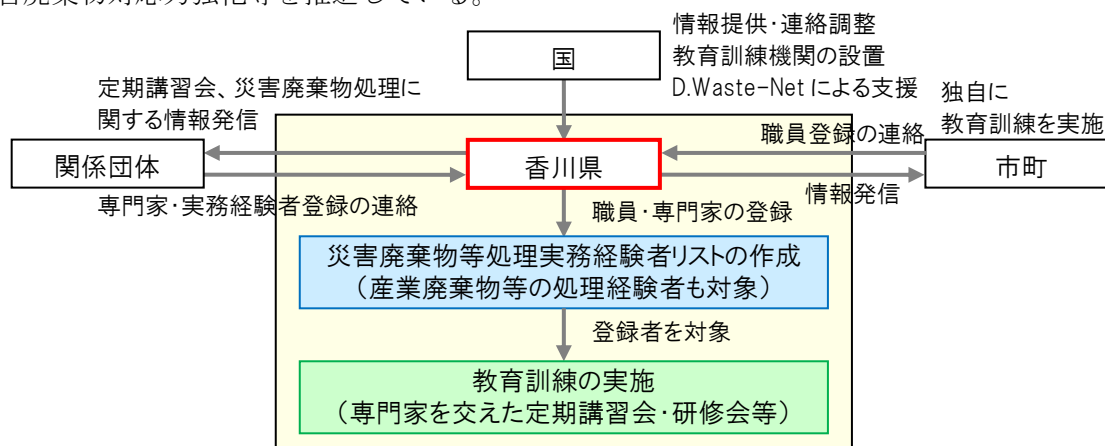 害廃棄物対応力強化等を推進している。
国
情報提供・連絡調整
教育訓練機関の設置
D.Waste-Netによる支援
定期講習会、災害廃棄物処理に
関する情報発信
独自に
教育訓練を実施
職員登録の連絡
関係団体
香川県
市町
専門家・実務経験者登録の連絡
情報発信
職員・専門家の登録
災害廃棄物等処理実務経験者リストの作成
（産業廃棄物等の処理経験者も対象）
登録者を対象
教育訓練の実施
（専門家を交えた定期講習会・研修会等）